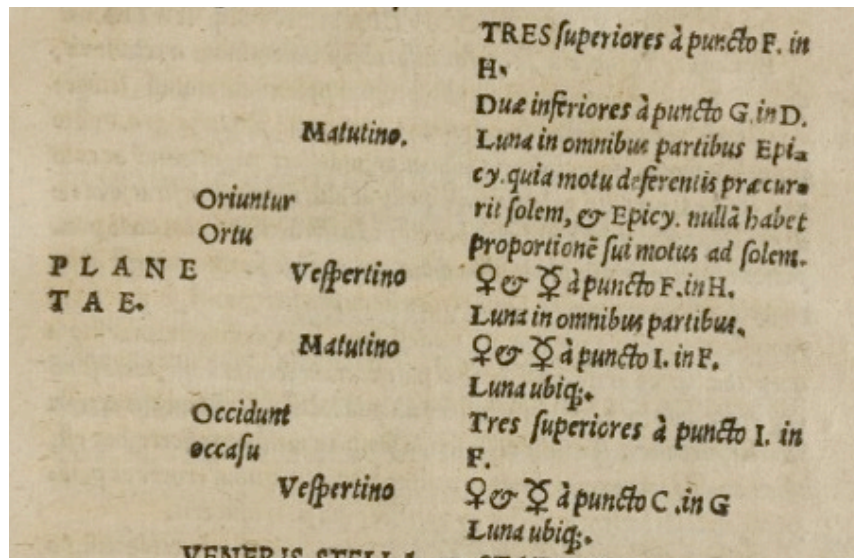 TRES ſuperiores à puncto F. in
H.
Duæ inferiores à puncto G. in D.
Matutino.
Luna in omnibus partibus Epi⸗
cy. quia motu deferentis præcur⸗
rit ſolem, & Epicy. nullā habet
proportionē ſui motus ad ſolem.
Oriuntur
Ortu
PLANE
TAE.
Veſpertino
♀ & ☿ à puncto F. in H.
Luna in omnibus partibus.
Matutino
♀ & ☿ à puncto I. in F.
Luna ubiq;.
Occidunt
occaſu
Tres ſuperiores à puncto I. in
F.
Veſpertino
♀ & ☿ à puncto C . in G
Luna ubiq;.
VENERIS STELLA